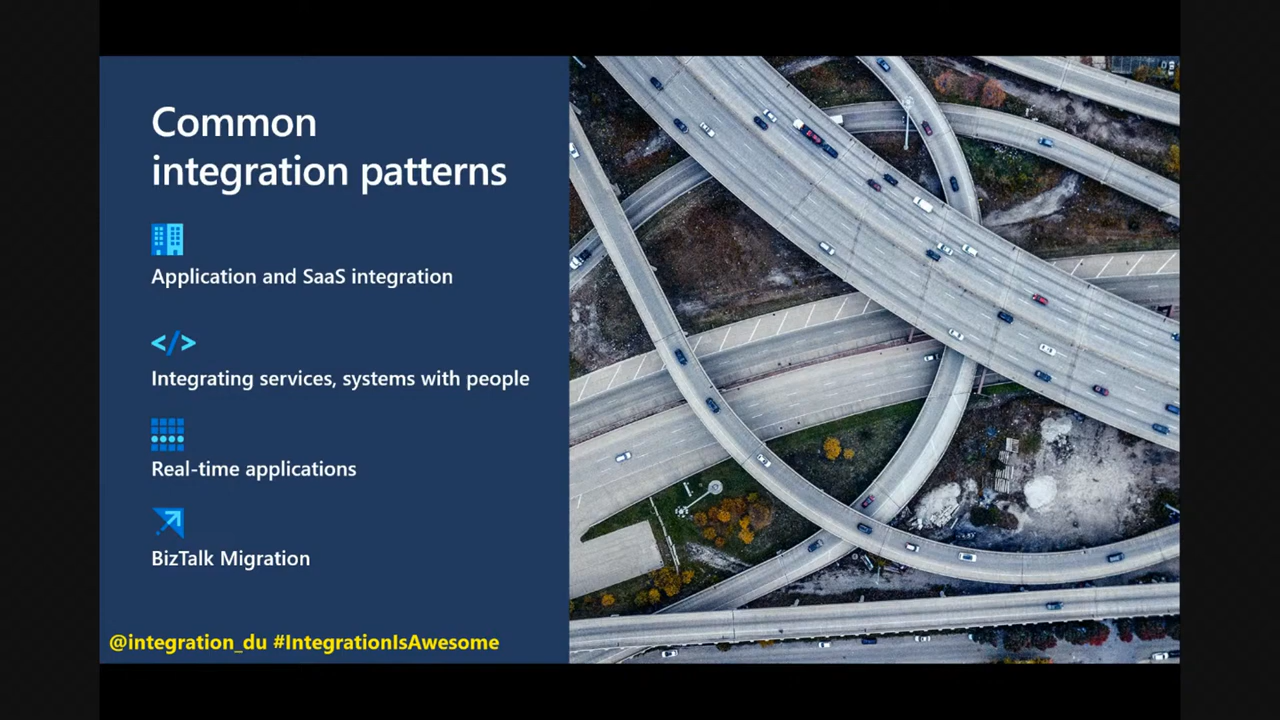 Common
integration patterns
Application and SaaS integration
Integrating services, systems with people
Real-time applications
BizTalk Migration
@integration_du #IntegrationIsAwesome